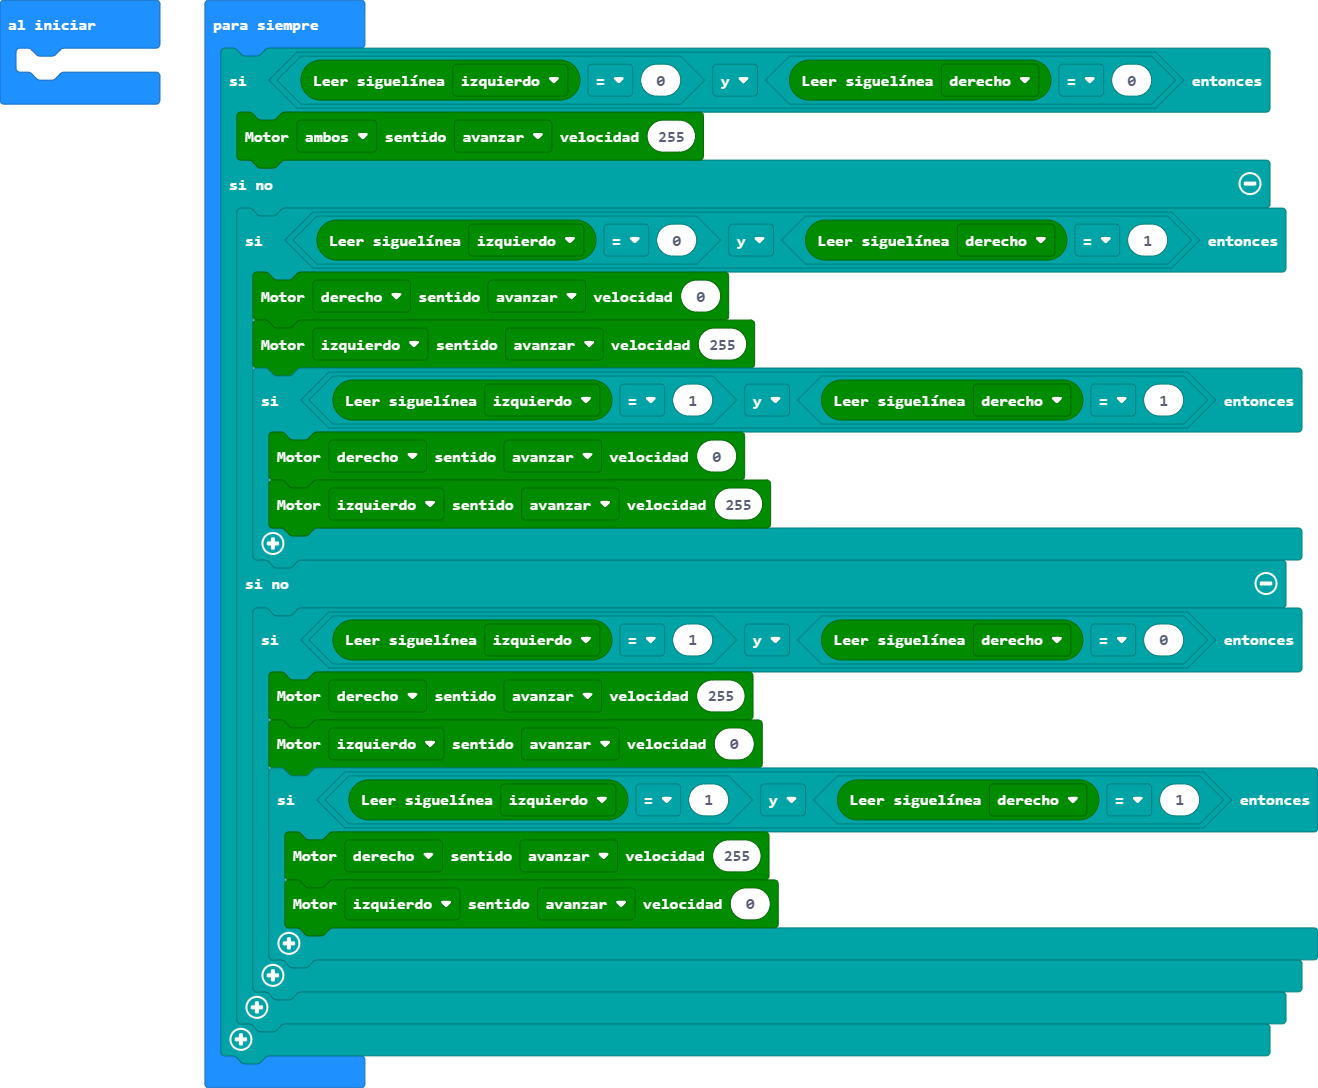 al iniciar
para siempre
si Leer siguelínea izquierdo = 0 y Leer siguelínea derecho = 0 entonces
Motor ambos sentido avanzar velocidad 255
si no
si Leer siguelínea izquierdo = 0 y Leer siguelínea derecho = 1 entonces
Motor derecho sentido avanzar velocidad 0
Motor izquierdo sentido avanzar velocidad 255
si Leer siguelínea izquierdo = 1 y Leer siguelínea derecho = 1 entonces
Motor derecho sentido avanzar velocidad 0
Motor izquierdo sentido avanzar velocidad 255
si no
si Leer siguelínea izquierdo = 1 y Leer siguelínea derecho = 0 entonces
Motor derecho sentido avanzar velocidad 255
Motor izquierdo sentido avanzar velocidad 0
si Leer siguelínea izquierdo = 1 y Leer siguelínea derecho = 1 entonces
Motor derecho sentido avanzar velocidad 255
Motor izquierdo sentido avanzar velocidad 0